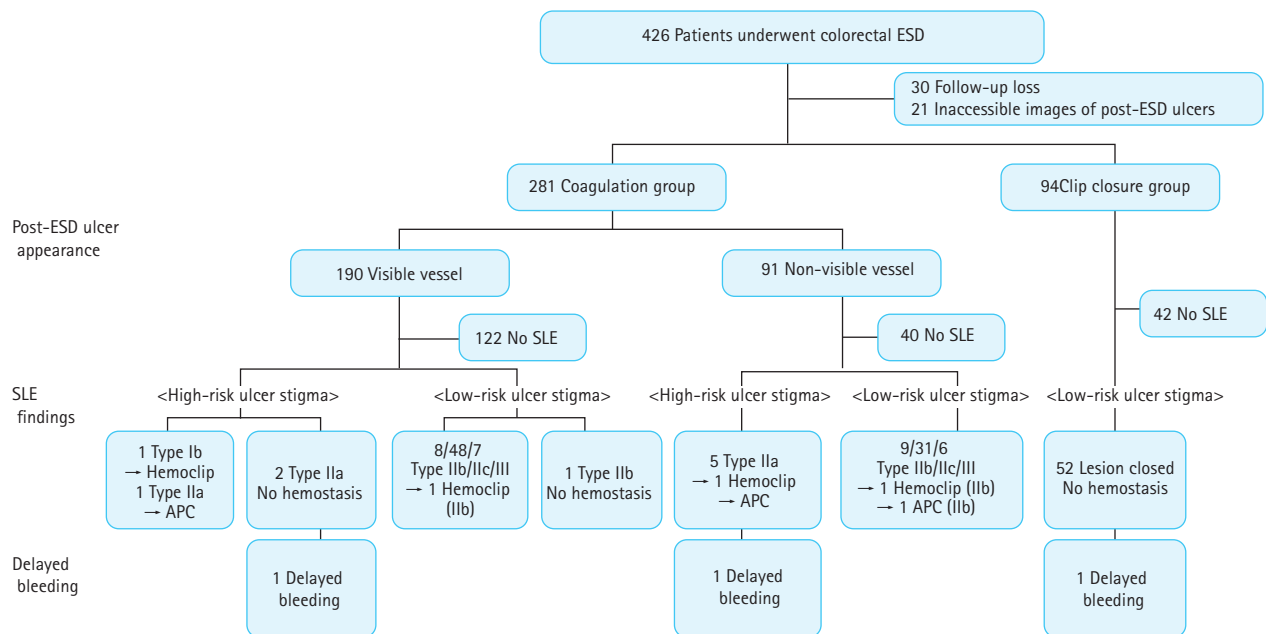 426 Patients underwent colorectal ESD
30 Follow-up loss
21 Inaccessible images of post-ESD ulcers
281 Coagulation group
94Clip closure group
Post-ESD ulcer
appearance
190 Visible vessel
91 Non-visible vessel
122 No SLE
40 No SLE
42 No SLE
SLE
findings
<High-risk ulcer stigma>
<Low-risk ulcer stigma>
<High-risk ulcer stigma>
<Low-risk ulcer stigma>
<Low-risk ulcer stigma>
1 Type Ib
→ Hemoclip
1 Type IIa
→ APC
2 Type IIa
No hemostasis
8/48/7
Type IIb/IIc/III
→ 1 Hemoclip
(IIb)
1 Type IIb
No hemostasis
5 Type IIa
→ 1 Hemoclip
→ APC
9/31/6
Type IIb/IIc/III
→ 1 Hemoclip (IIb)
→ 1 APC (IIb)
52 Lesion closed
No hemostasis
Delayed
bleeding
1 Delayed
bleeding
1 Delayed
bleeding
1 Delayed
bleeding